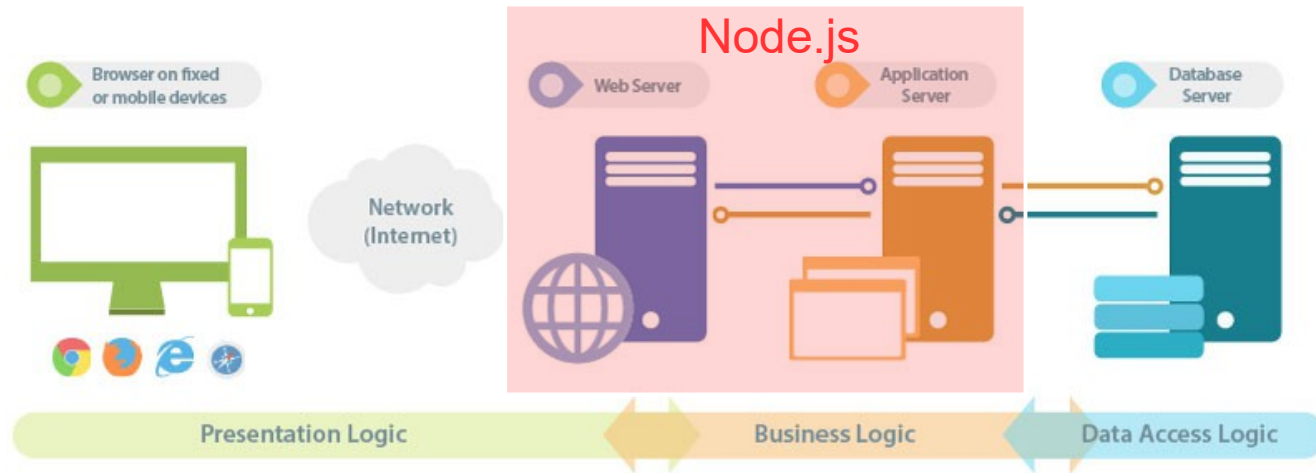 Node.js
Browser on fixed
or mobile devices
Web Server
Application
Server
Database
Server
Network
(Internet)
Presentation Logic
Business Logic
Data Access Logic